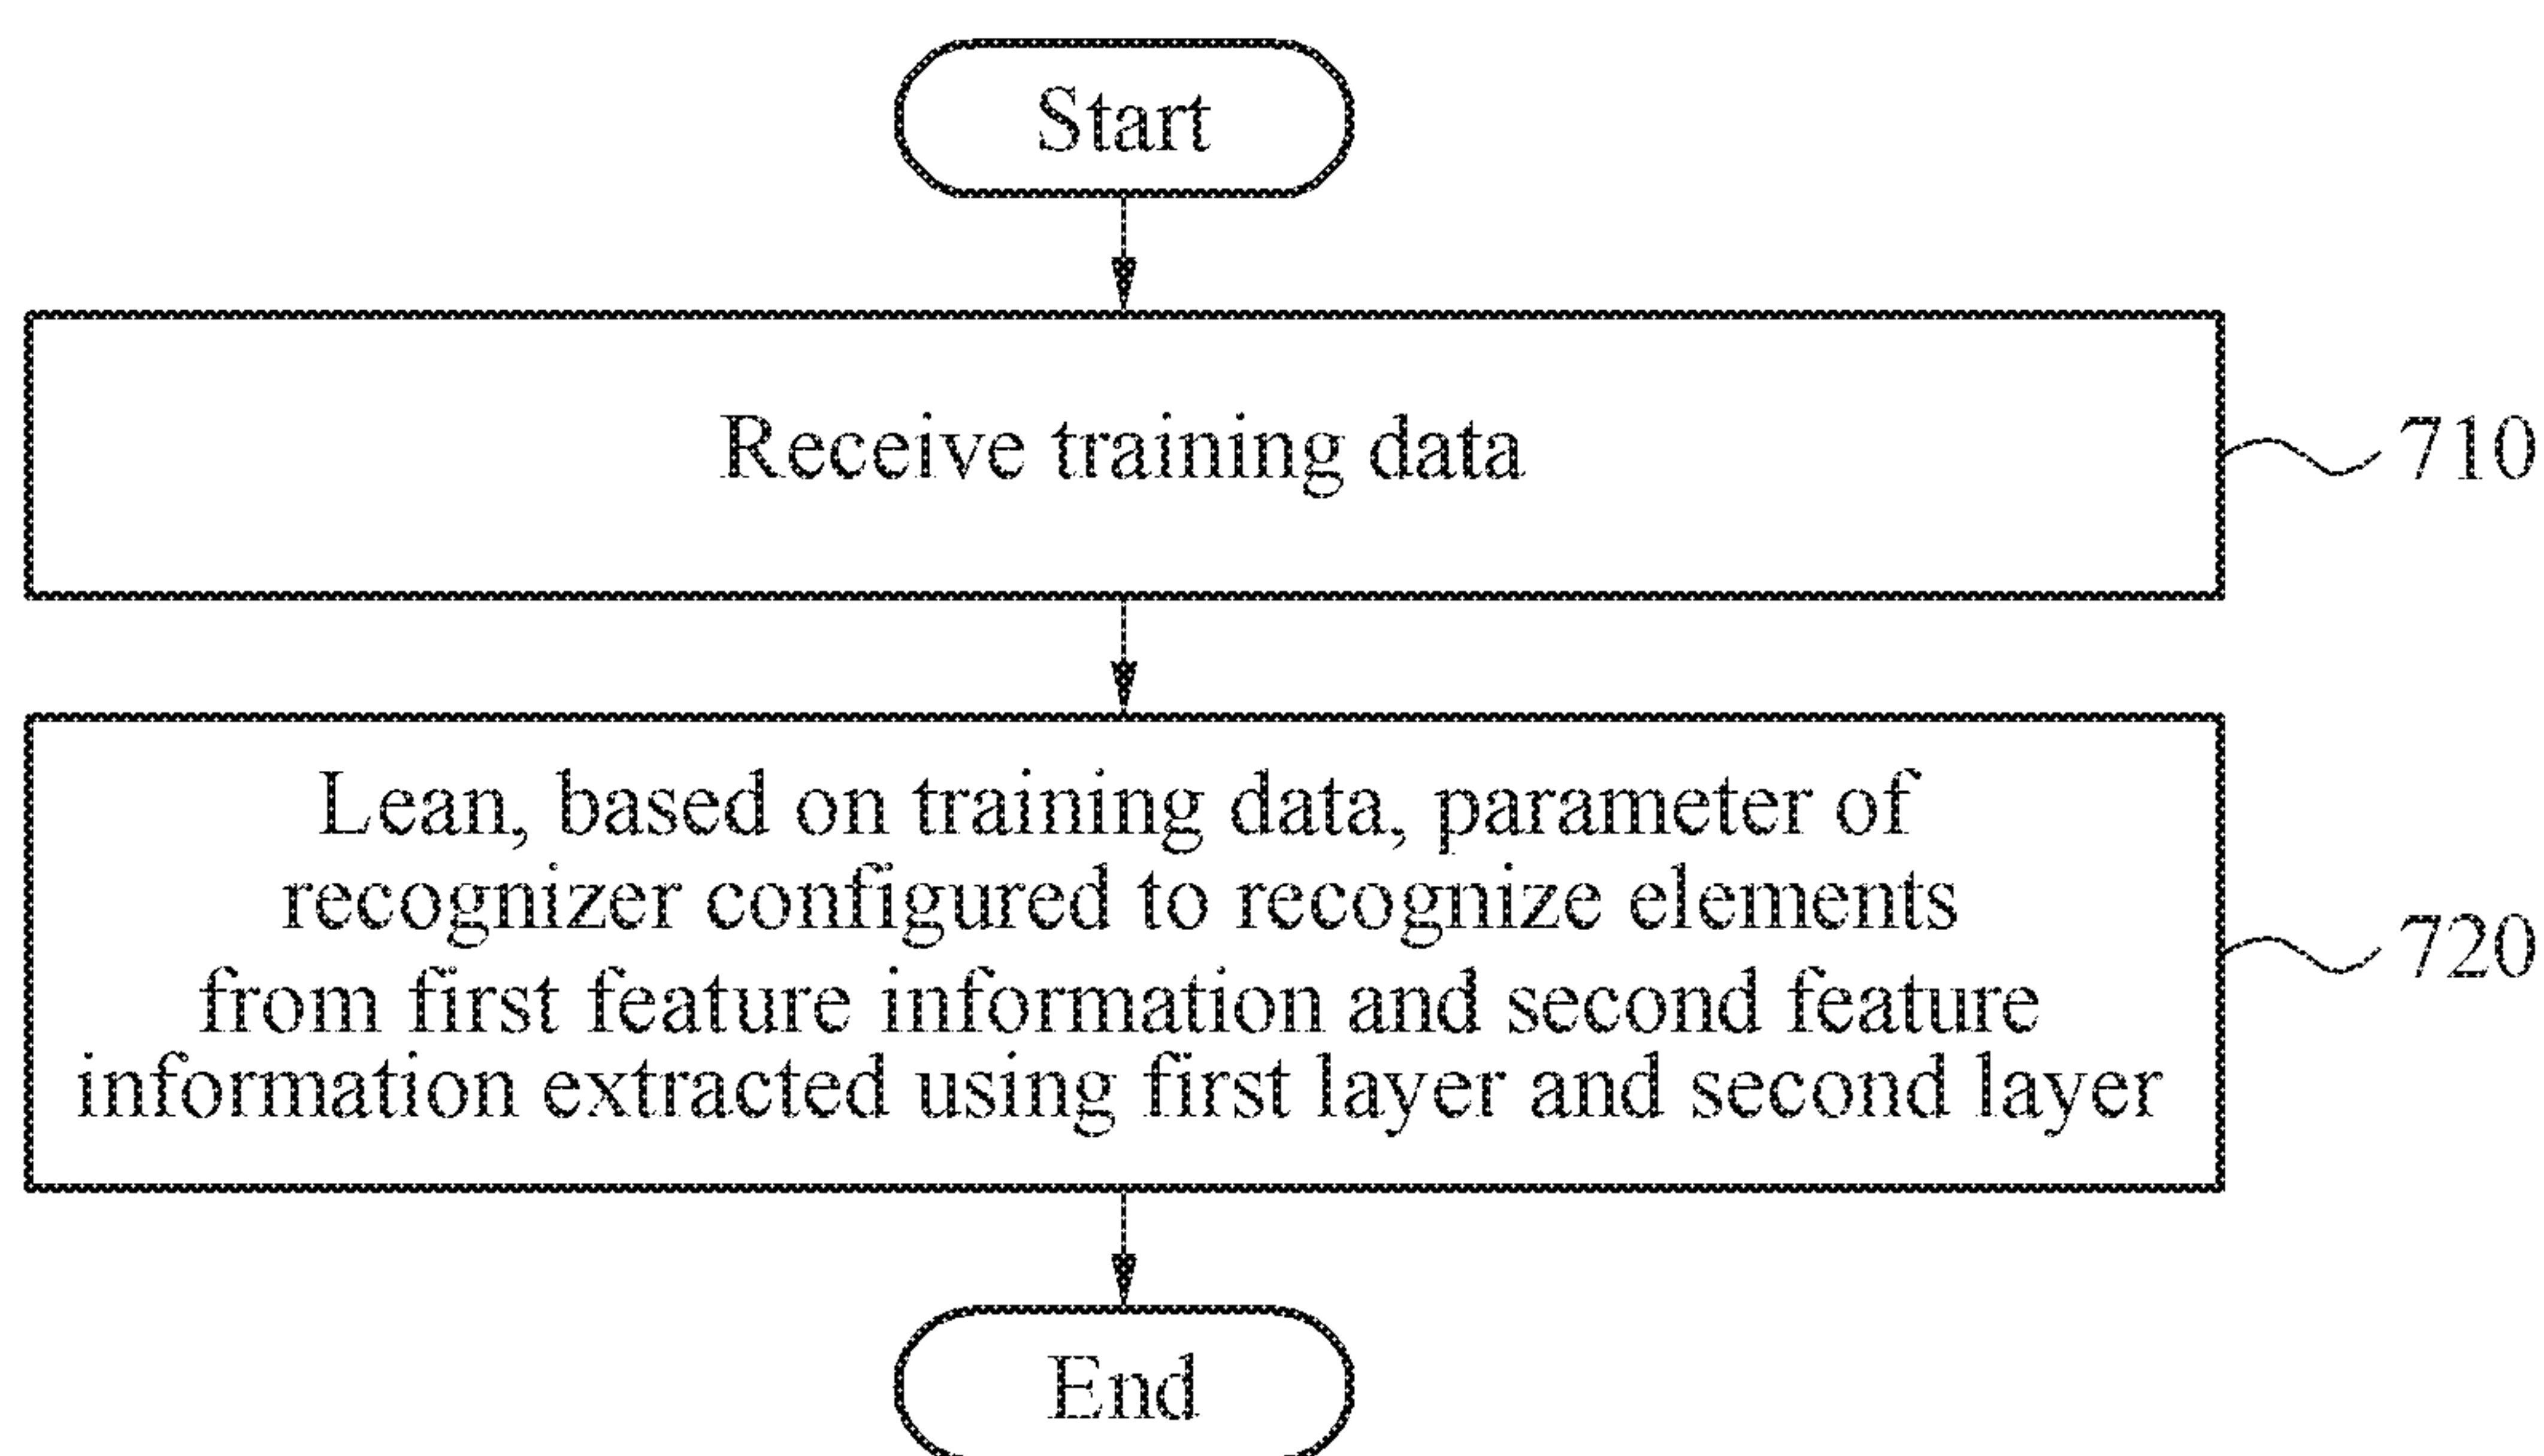 Start
Receive training data
710
Lean, based on training data, parameter of
recognizer configured to recognize elements
from first feature information and second feature
information extracted using first layer and second layer
720
End